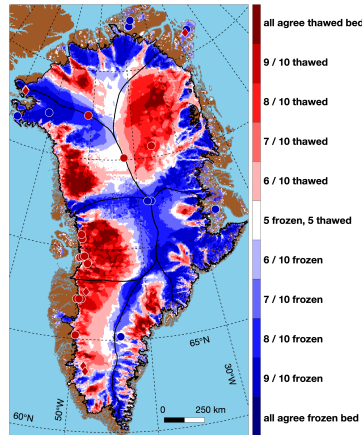 all agree thawed bed
9 / 10 thawed
8 / 10 thawed
7 / 10 thawed
6 / 10 thawed
5 frozen, 5 thawed
6 / 10 frozen
7 / 10 frozen
8 / 10 frozen
9 / 10 frozen
all agree frozen bed
65°N
30°W
0 250 km
60°N
50°W